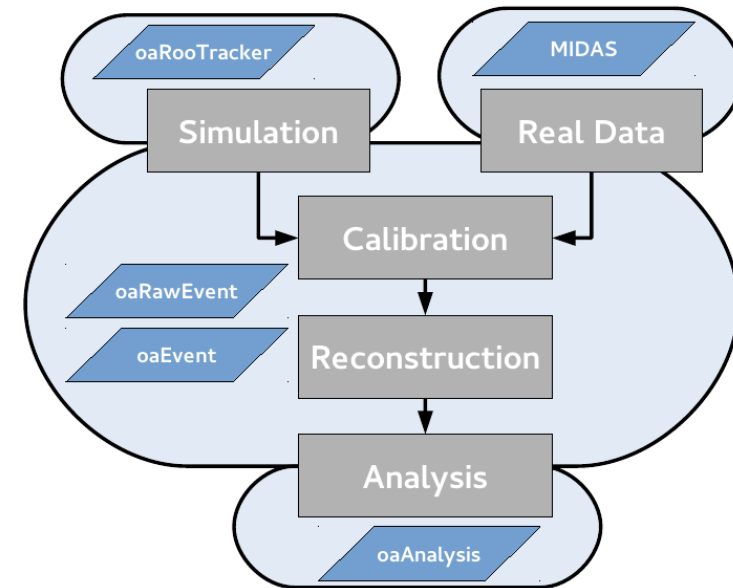 oaRooTracker
MIDAS
Simulation
Real Data
Calibration
oaRawEvent
oaEvent
Reconstruction
Analysis
oaAnalysis